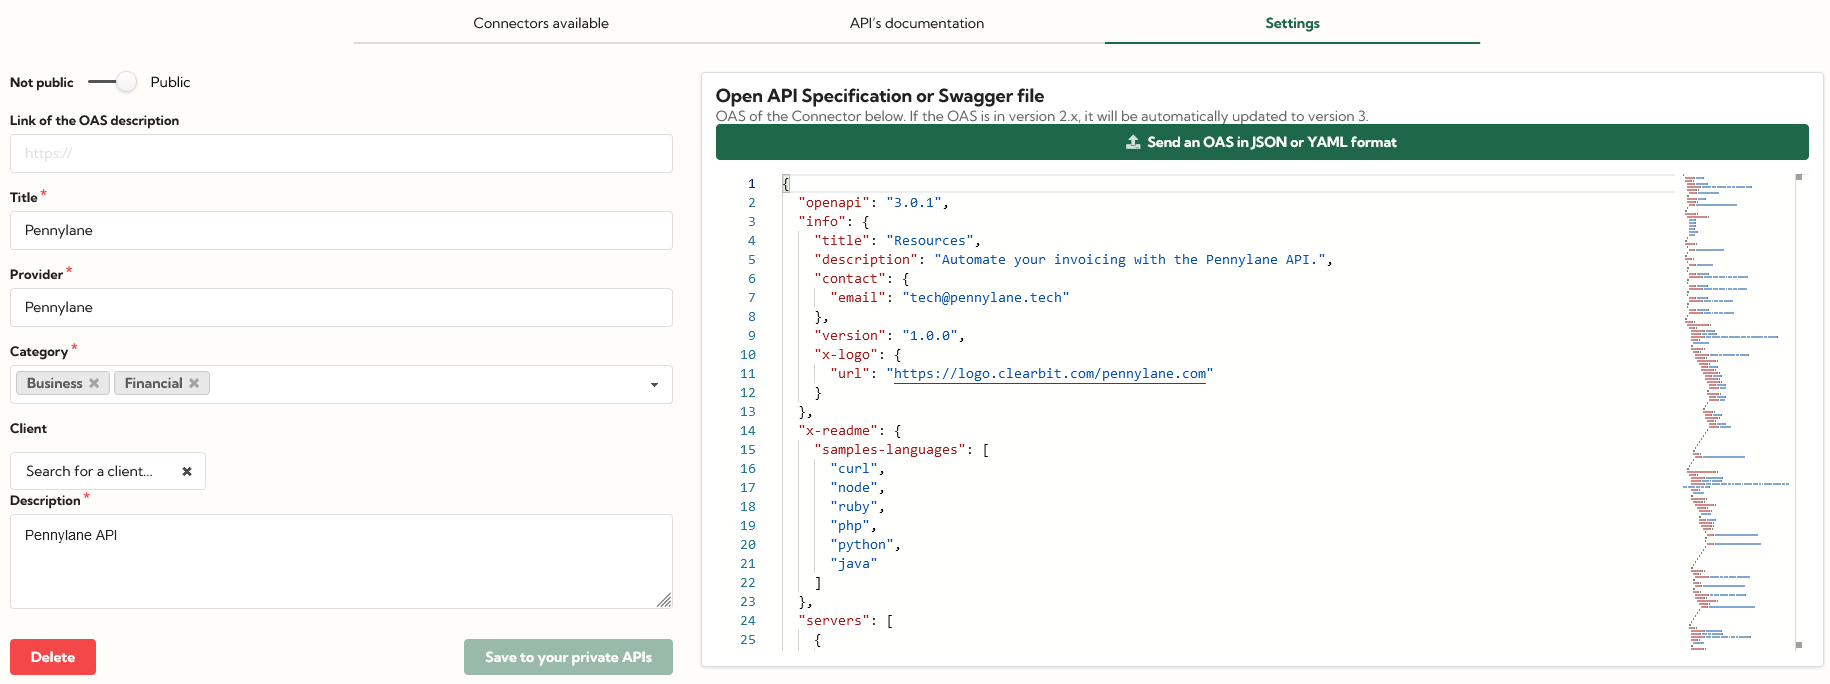 Connectors available
API's documentation
Settings
Not public
Public
Link of the OAS description
https://
Title *
Pennylane
Provider *
Pennylane
Category *
Business ✖
Financial ✖
Client
Search for a client... ✖
Description *
Pennylane API
Delete
Save to your private APIs
Open API Specification or Swagger file
OAS of the Connector below. If the OAS is in version 2.x, it will be automatically updated to version 3.
Send an OAS in JSON or YAML format
1 {
2 "openapi": "3.0.1",
3 "info": {
4 "title": "Resources",
5 "description": "Automate your invoicing with the Pennylane API.",
6 "contact": {
7 "email": "tech@pennylane.tech"
8 },
9 "version": "1.0.0",
10 "x-logo": {
11 "url": "https://logo.clearbit.com/pennylane.com"
12 }
13 },
14 "x-readme": {
15 "samples-languages": [
16 "curl",
17 "node",
18 "ruby",
19 "php",
20 "python",
21 "java"
22 ]
23 },
24 "servers": [
25 {